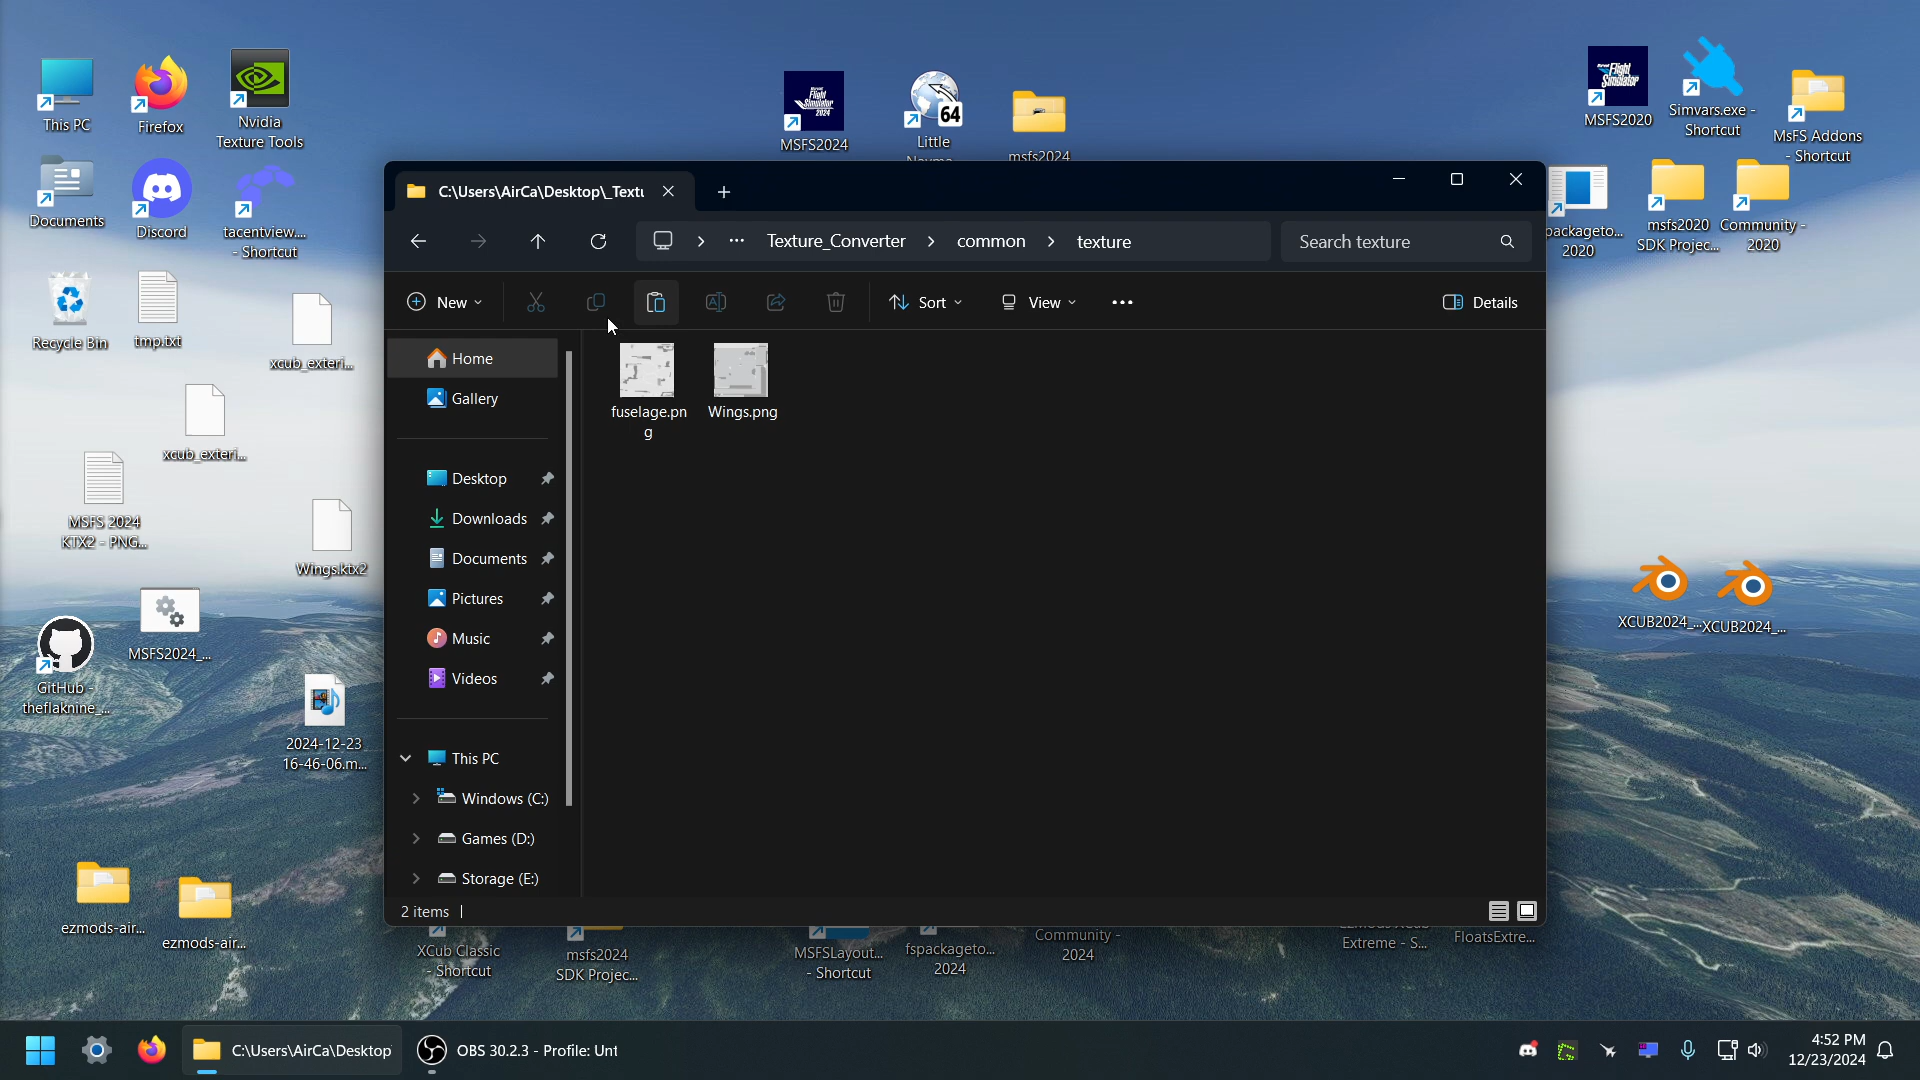 This PC
Firefox
Nvidia
Texture Tools
MSFS2024
64
Little
msfs2024
MSFS2020
Simvars.exe -
Shortcut
MsFS Addons
- Shortcut
Documents
Discord
tacentview....
- Shortcut
packageto...
2020
msfs2020
SDK Projec...
Community -
2020
Recycle Bin
tmp.txt
xcub_exteri...
xcub_exteri...
MSFS 2024
KTX2 - PNG...
Wings.ktx2
MSFS2024_...
GitHub -
theflaknine_...
2024-12-23
16-46-06.m...
ezmods-air...
ezmods-air...
C:\Users\AirCa\Desktop\_Textu
Texture_Converter
common
texture
Search texture
New
Sort
View
Details
Home
Gallery
Desktop
Downloads
Documents
Pictures
Music
Videos
This PC
Windows (C:)
Games (D:)
Storage (E:)
fuselage.pn
g
Wings.png
2 items
XCUB2024_...
XCUB2024_...
XCub Classic
- Shortcut
msfs2024
SDK Projec...
MSFSLayout...
- Shortcut
fspackageto...
2024
Community -
2024
Extreme - S...
FloatsExtre...
C:\Users\AirCa\Desktop
OBS 30.2.3 - Profile: Unt
4:52 PM
12/23/2024